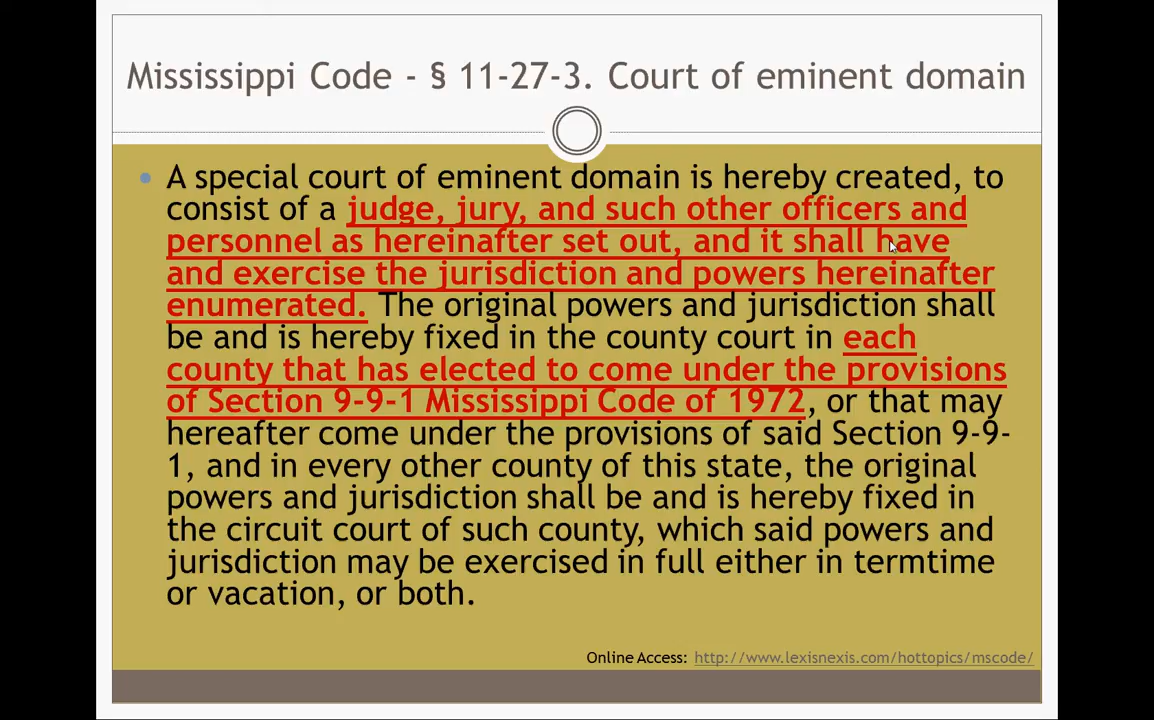 Mississippi Code - § 11-27-3. Court of eminent domain
• A special court of eminent domain is hereby created, to
consist of a judge, jury, and such other officers and
personnel as hereinafter set out, and it shall have
and exercise the jurisdiction and powers hereinafter
enumerated. The original powers and jurisdiction shall
be and is hereby fixed in the county court in each
county that has elected to come under the provisions
of Section 9-9-1 Mississippi Code of 1972, or that may
hereafter come under the provisions of said Section 9-9-
1, and in every other county of this state, the original
powers and jurisdiction shall be and is hereby fixed in
the circuit court of such county, which said powers and
jurisdiction may be exercised in full either in termtime
or vacation, or both.
Online Access: http://www.lexisnexis.com/hottopics/mscode/